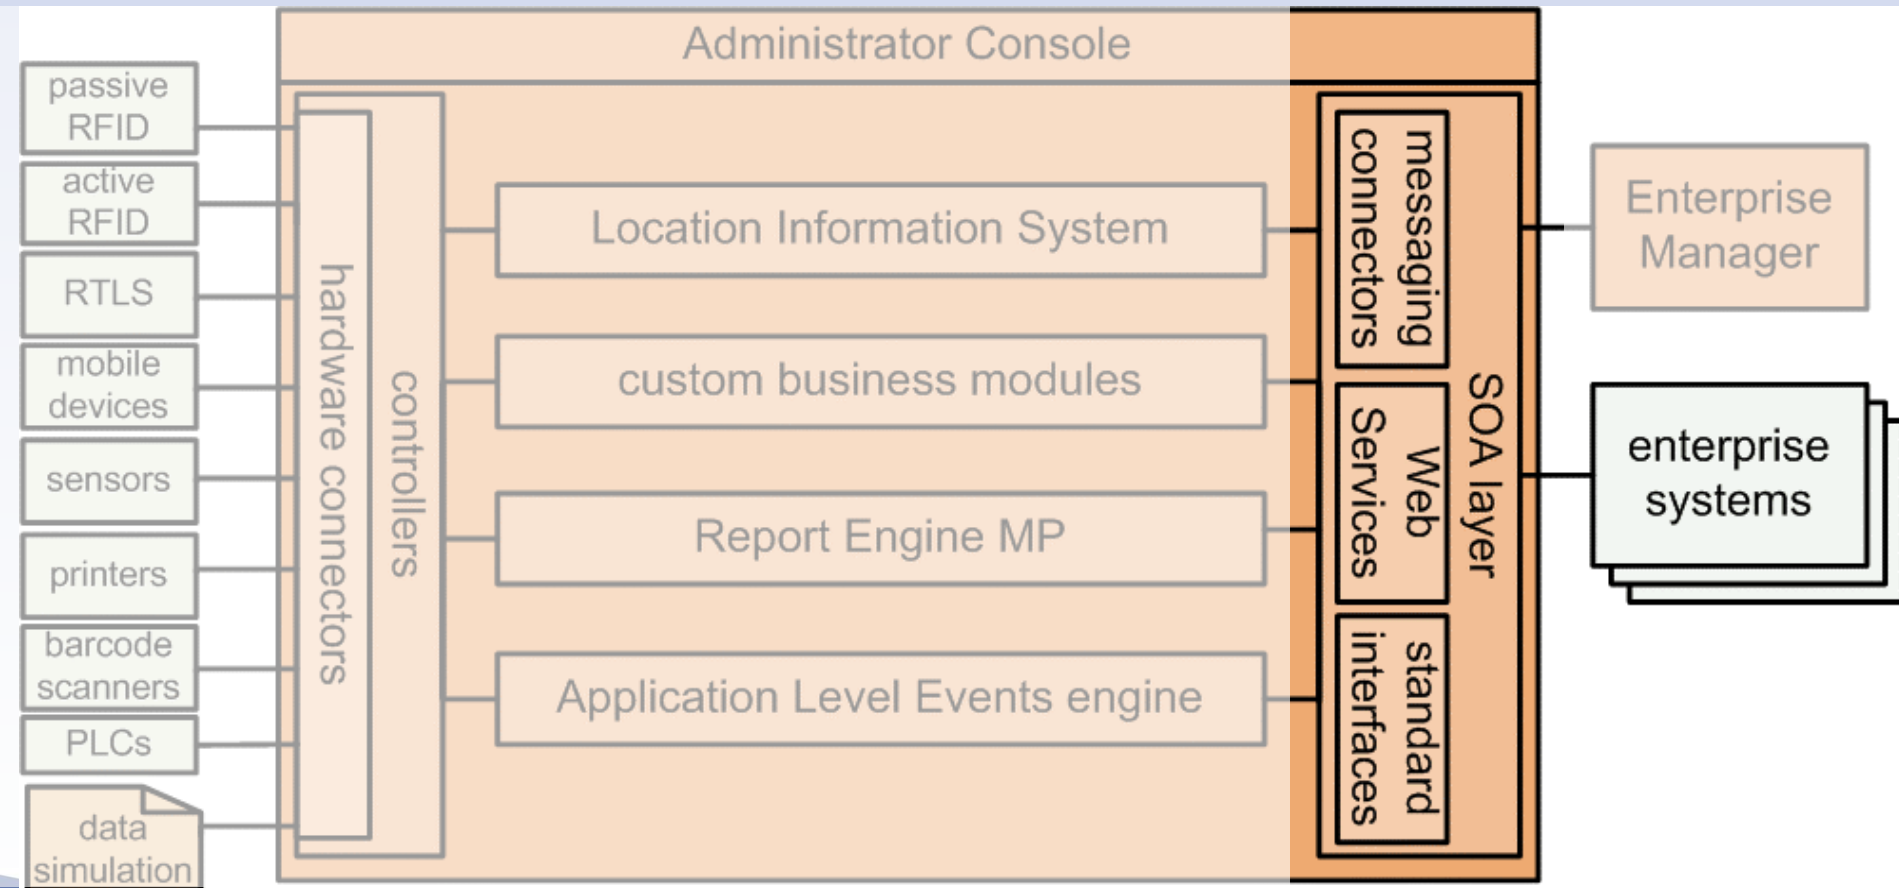 Administrator Console
passive
RFID
active
RFID
RTLS
mobile
devices
sensors
printers
barcode
scanners
PLCs
data
simulation
hardware connectors
controllers
Location Information System
custom business modules
Report Engine MP
Application Level Events engine
messaging
connectors
Web
Services
standard
interfaces
SOA layer
Enterprise
Manager
enterprise
systems